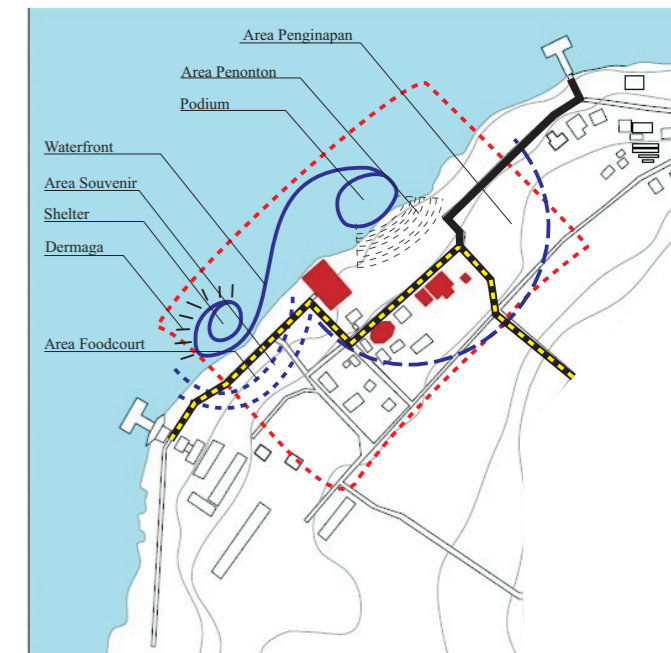 Area Penginapan
Area Penonton
Podium
Waterfront
Area Souvenir
Shelter
Dermaga
Area Foodcourt